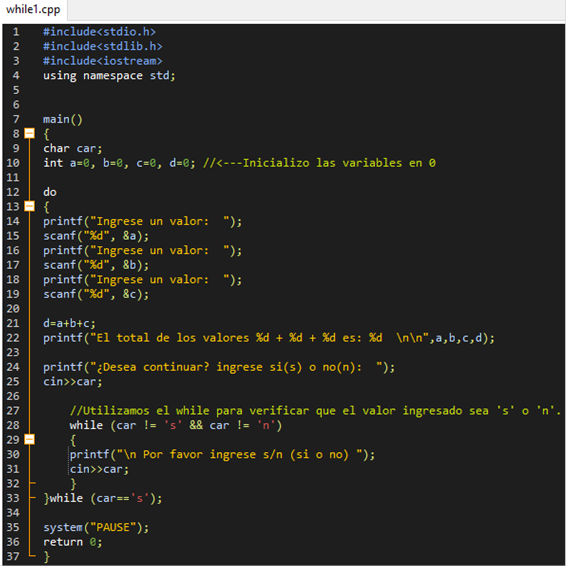 while1.cpp
1 #include<stdio.h>
2 #include<stdlib.h>
3 #include<iostream>
4 using namespace std;
5
6
7 main()
8 {
9 char car;
10 int a=0, b=0, c=0, d=0; //<---Inicializo las variables en 0
11
12 do
13 {
14 printf("Ingrese un valor:  ");
15 scanf("%d", &a);
16 printf("Ingrese un valor:  ");
17 scanf("%d", &b);
18 printf("Ingrese un valor:  ");
19 scanf("%d", &c);
20
21 d=a+b+c;
22 printf("El total de los valores %d + %d + %d es: %d  \n\n",a,b,c,d);
23
24 printf("¿Desea continuar? ingrese si(s) o no(n):  ");
25 cin>>car;
26
27     //Utilizamos el while para verificar que el valor ingresado sea 's' o 'n'.
28     while (car != 's' && car != 'n')
29     {
30     printf("\n Por favor ingrese s/n (si o no) ");
31     cin>>car;
32     }
33 }while (car=='s');
34
35 system("PAUSE");
36 return 0;
37 }